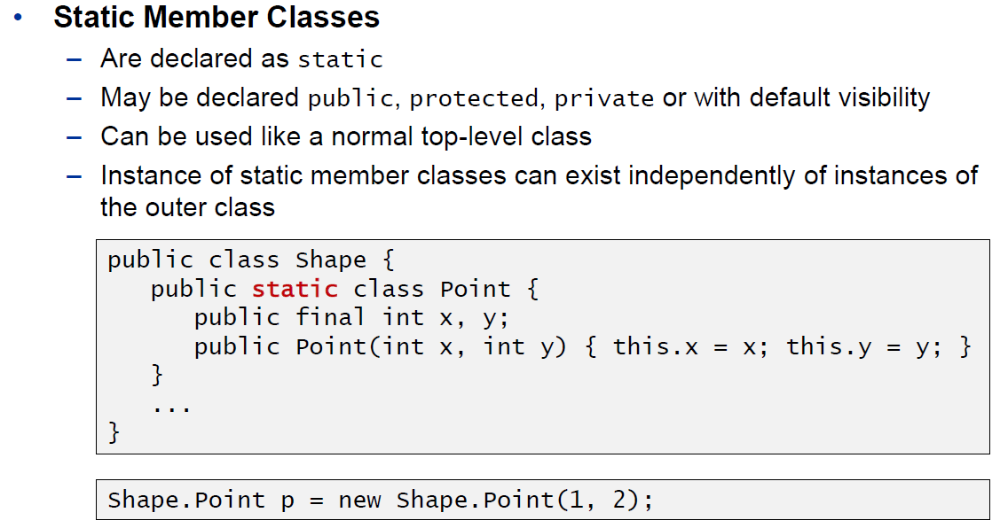 • Static Member Classes
– Are declared as static
– May be declared public, protected, private or with default visibility
– Can be used like a normal top-level class
– Instance of static member classes can exist independently of instances of
the outer class
public class Shape {
   public static class Point {
      public final int x, y;
      public Point(int x, int y) { this.x = x; this.y = y; }
   }
   ...
}
Shape.Point p = new Shape.Point(1, 2);